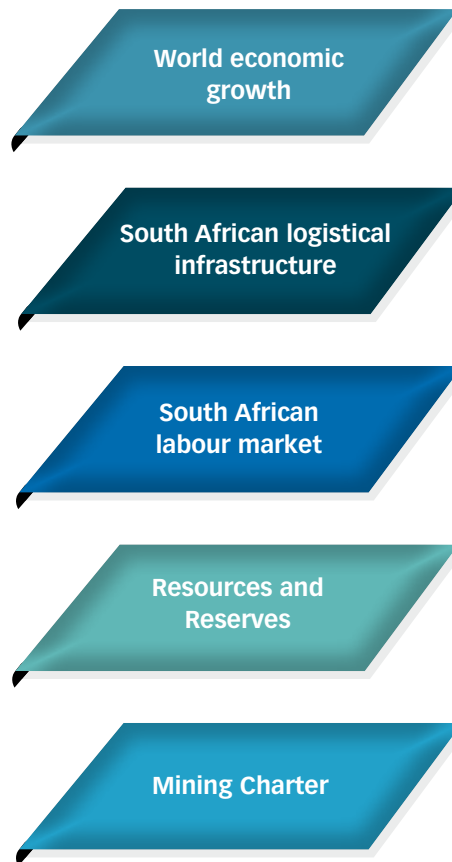 World economic
growth
South African logistical
infrastructure
South African
labour market
Resources and
Reserves
Mining Charter